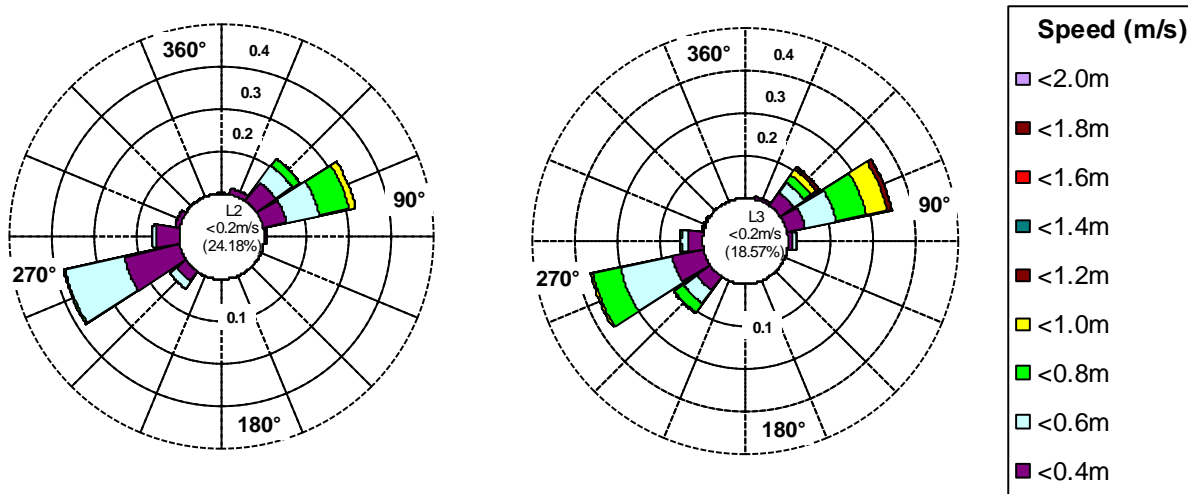 360°
0.4
0.3
0.2
90°
L2
<0.2m/s
(24.18%)
270°
0.1
180°
360°
0.4
0.3
0.2
90°
L3
<0.2m/s
(18.57%)
270°
0.1
180°
Speed (m/s)
<2.0m
<1.8m
<1.6m
<1.4m
<1.2m
<1.0m
<0.8m
<0.6m
<0.4m